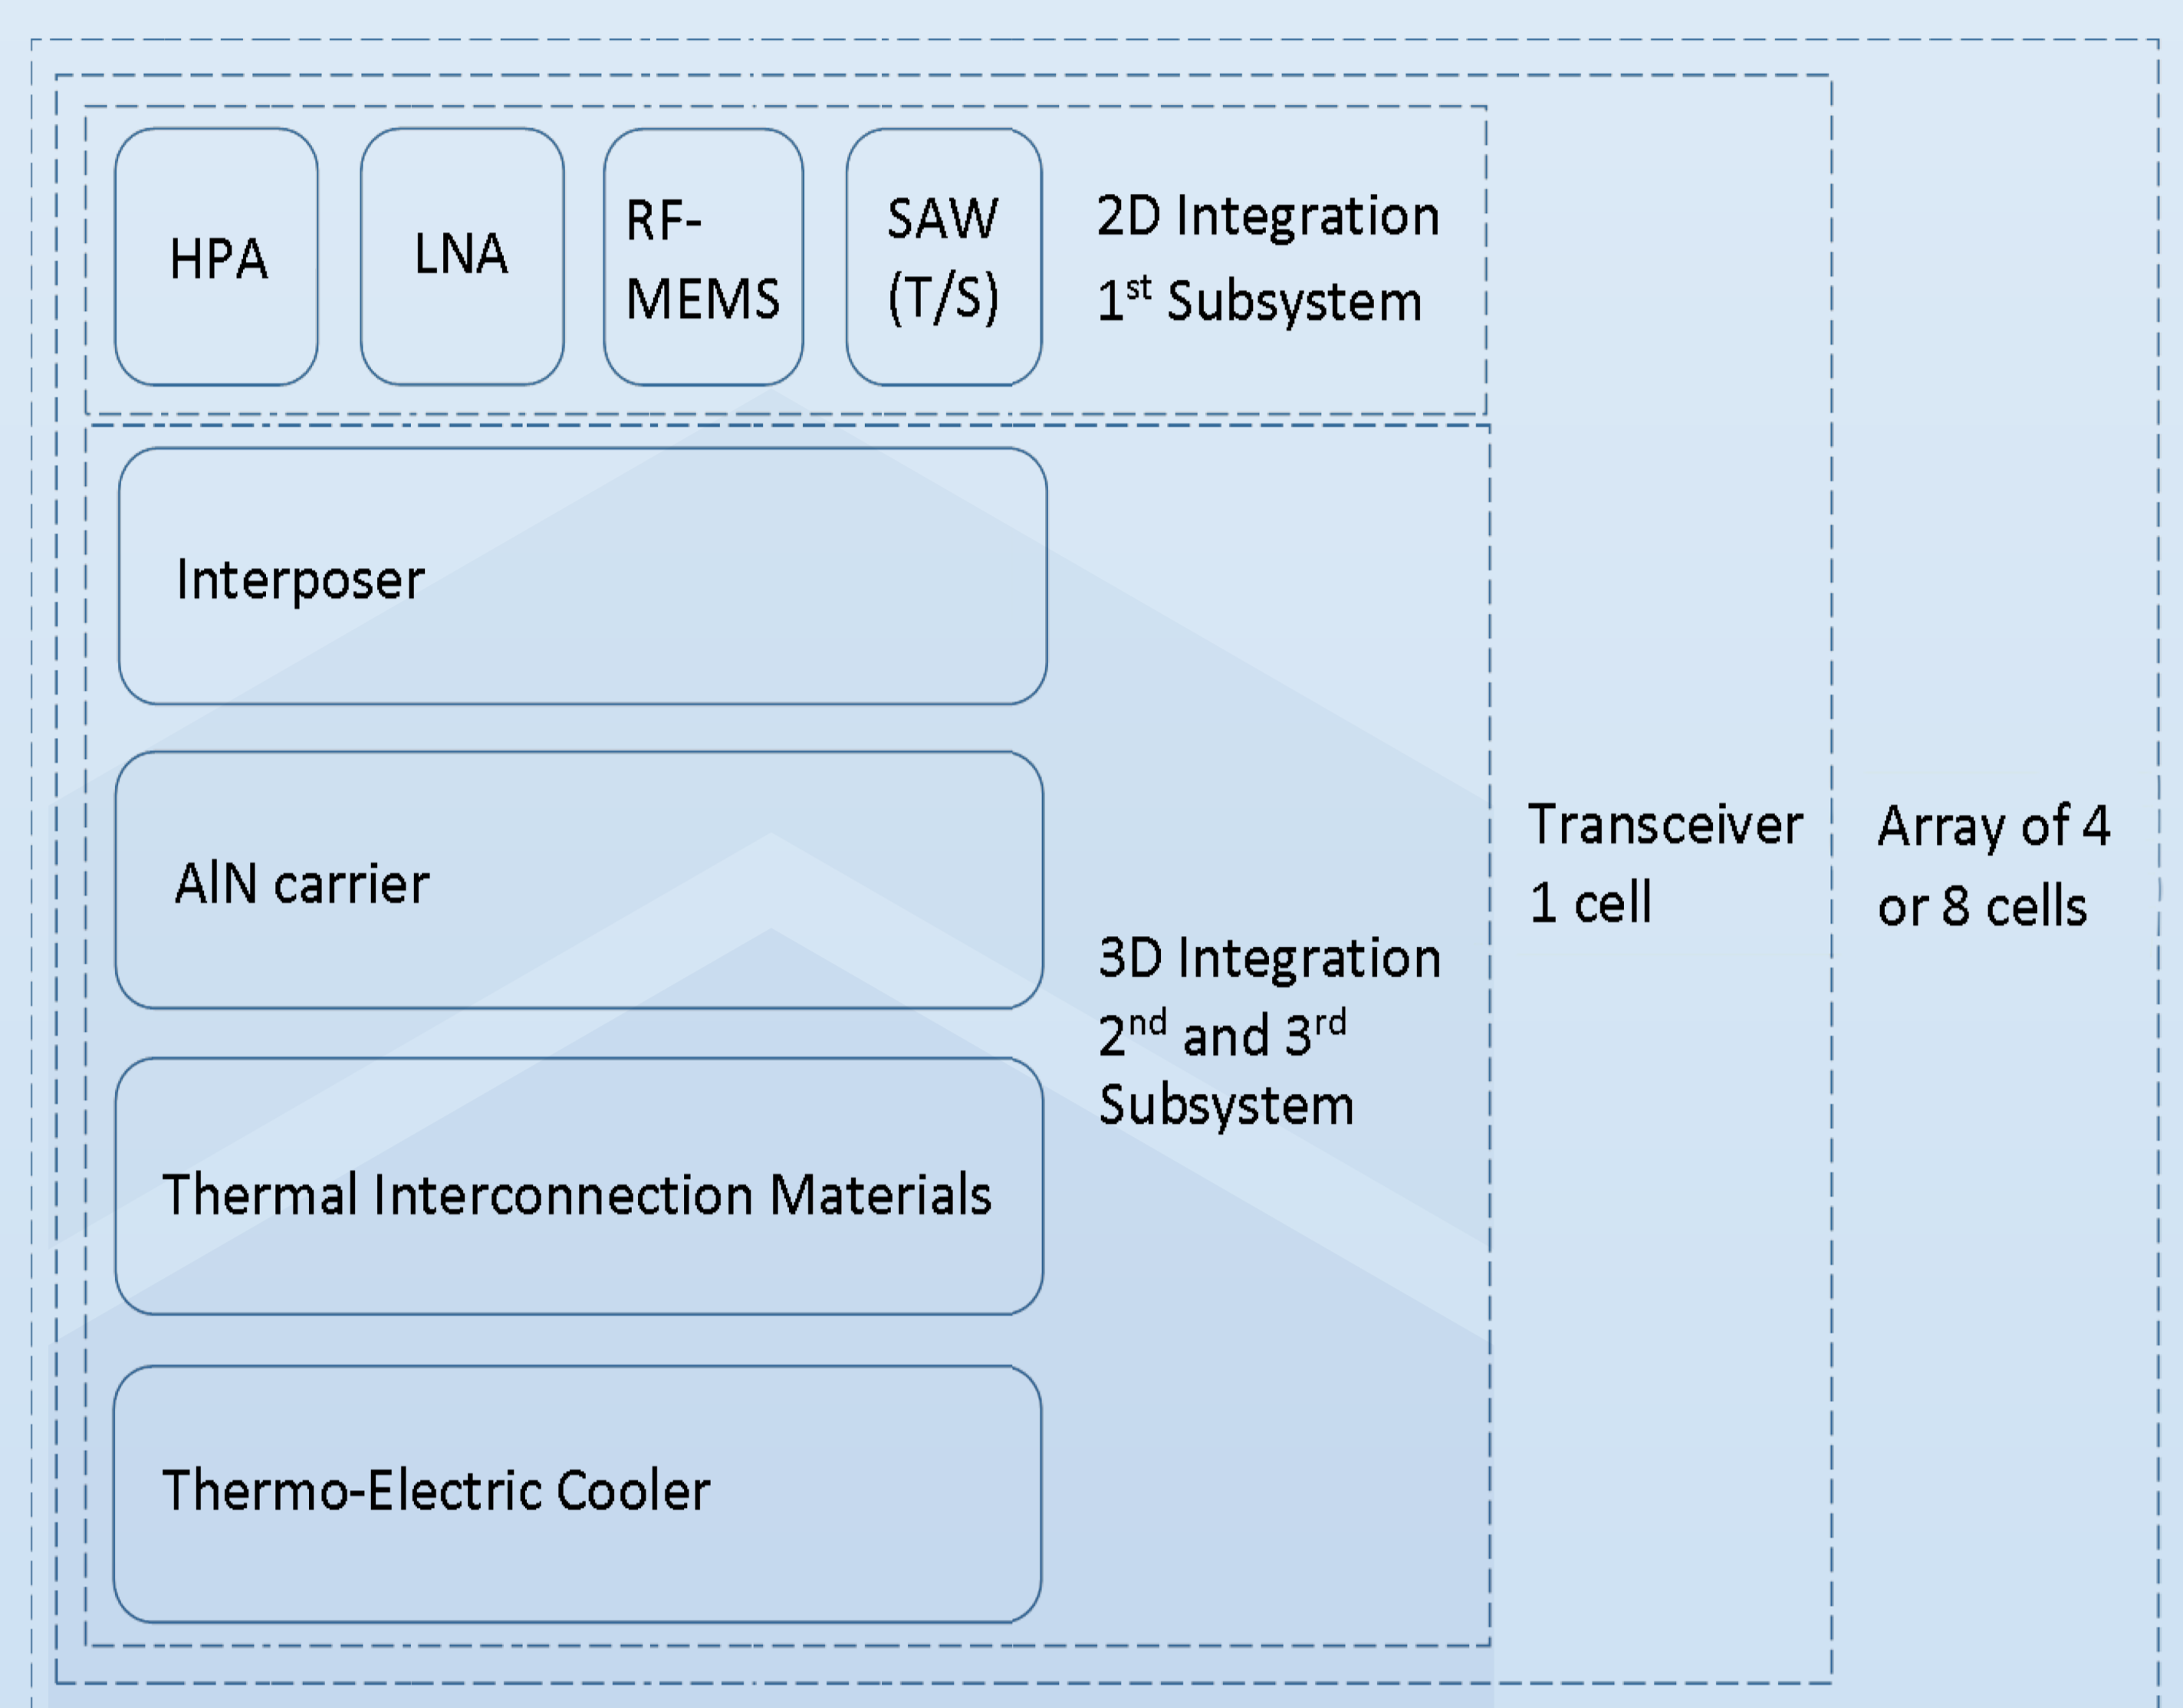 HPA
LNA
RF-
MEMS
SAW
(T/S)
2D Integration
1st Subsystem
Interposer
AlN carrier
Thermal Interconnection Materials
Thermo-Electric Cooler
3D Integration
2nd and 3rd
Subsystem
Transceiver
1 cell
Array of 4
or 8 cells